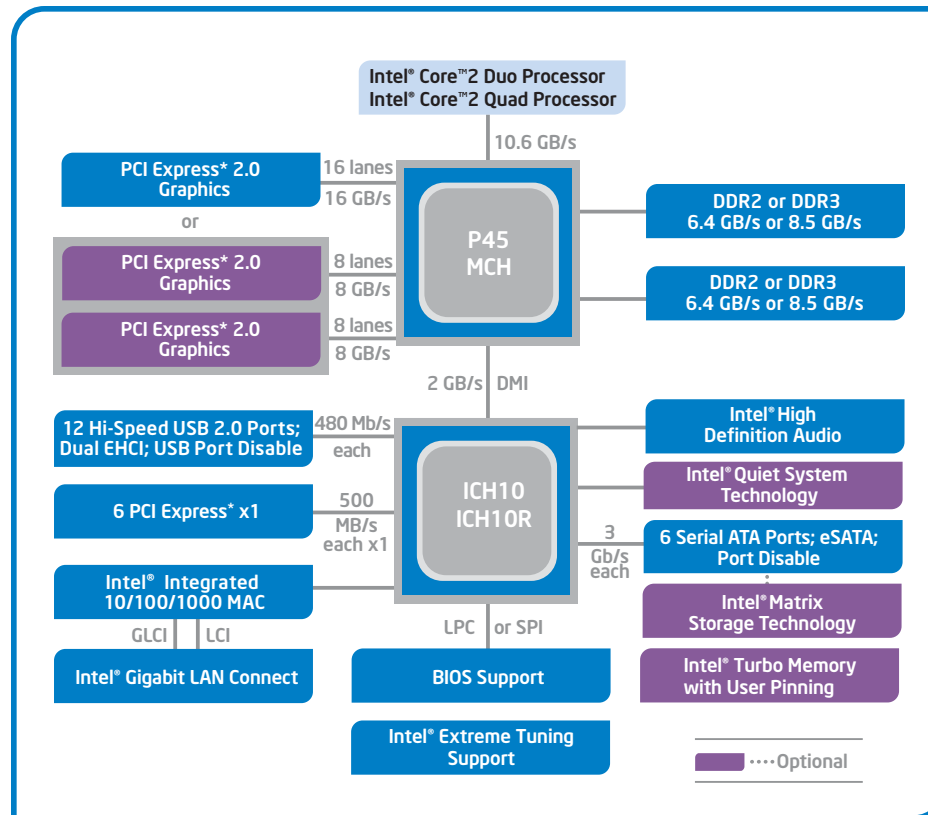 Intel® Core™2 Duo Processor
Intel® Core™2 Quad Processor
10.6 GB/s
PCI Express* 2.0
Graphics
16 lanes
16 GB/s
or
PCI Express* 2.0
Graphics
8 lanes
8 GB/s
PCI Express* 2.0
Graphics
8 lanes
8 GB/s
P45
MCH
DDR2 or DDR3
6.4 GB/s or 8.5 GB/s
DDR2 or DDR3
6.4 GB/s or 8.5 GB/s
2 GB/s DMI
12 Hi-Speed USB 2.0 Ports;
Dual EHCI; USB Port Disable
480 Mb/s
each
6 PCI Express* x1
500
MB/s
each x1
Intel® Integrated
10/100/1000 MAC
GLCI LCI
Intel® Gigabit LAN Connect
ICH10
ICH10R
Intel® High
Definition Audio
Intel® Quiet System
Technology
3
Gb/s
each
6 Serial ATA Ports; eSATA;
Port Disable
Intel® Matrix
Storage Technology
Intel® Turbo Memory
with User Pinning
LPC or SPI
BIOS Support
Intel® Extreme Tuning
Support
Optional